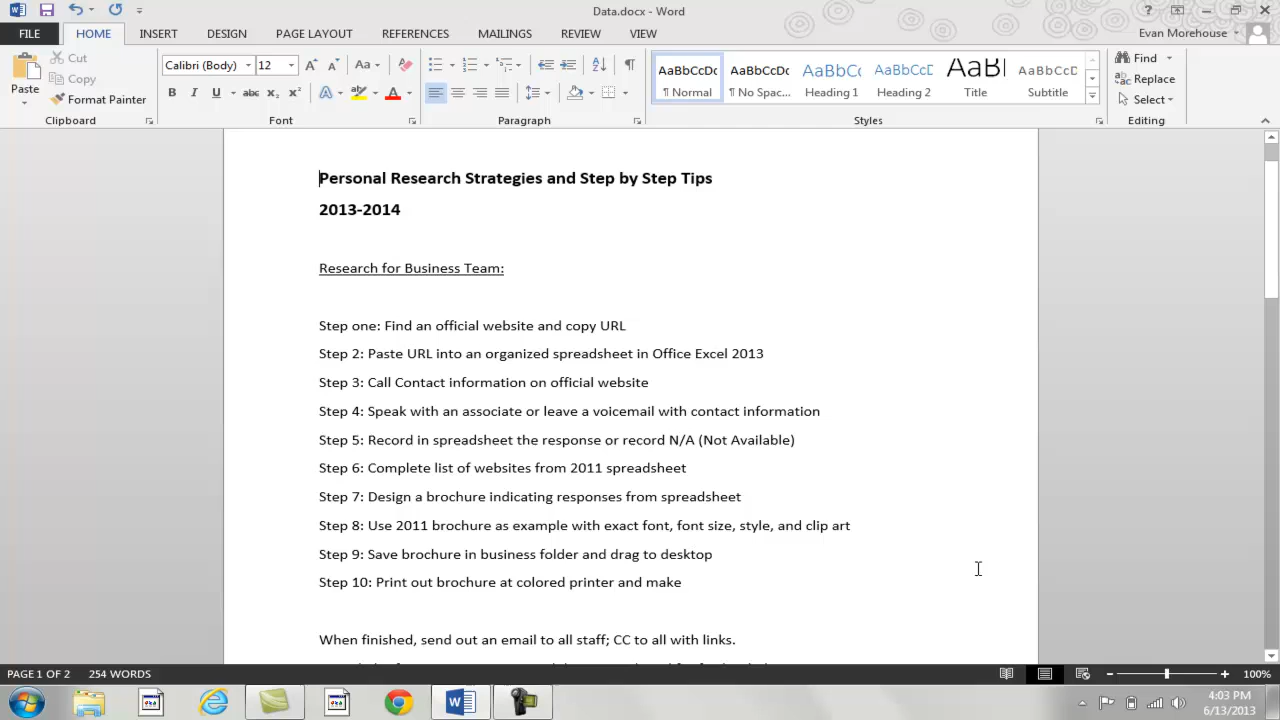 Data.docx - Word
?
FILE HOME INSERT DESIGN PAGE LAYOUT REFERENCES MAILINGS REVIEW VIEW Evan Morehouse
Paste
Cut
Copy
Format Painter
Clipboard
Calibri (Body) 12
Aa
B I U abc x₂ x² A A
Font
Paragraph
AaBbCcDc AaBbCcDc AaBbCc AaBbCcD AaBl AaBbCcD
¶ Normal ¶ No Spac... Heading 1 Heading 2 Title Subtitle
Styles
Find
Replace
Select
Editing
Personal Research Strategies and Step by Step Tips
2013-2014
Research for Business Team:
Step one: Find an official website and copy URL
Step 2: Paste URL into an organized spreadsheet in Office Excel 2013
Step 3: Call Contact information on official website
Step 4: Speak with an associate or leave a voicemail with contact information
Step 5: Record in spreadsheet the response or record N/A (Not Available)
Step 6: Complete list of websites from 2011 spreadsheet
Step 7: Design a brochure indicating responses from spreadsheet
Step 8: Use 2011 brochure as example with exact font, font size, style, and clip art
Step 9: Save brochure in business folder and drag to desktop
Step 10: Print out brochure at colored printer and make
When finished, send out an email to all staff; CC to all with links.
PAGE 1 OF 2 254 WORDS 100%
4:03 PM
6/13/2013